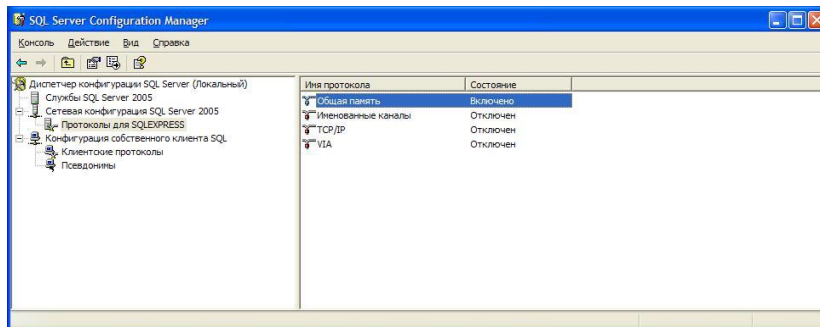 SQL Server Configuration Manager
Консоль Действие Вид Справка
Диспетчер конфигурации SQL Server (Локальный)
Службы SQL Server 2005
Сетевая конфигурация SQL Server 2005
Протоколы для SQLEXPRESS
Конфигурация собственного клиента SQL
Клиентские протоколы
Псевдонимы
Имя протокола Состояние
Общая память Включено
Именованные каналы Отключен
TCP/IP Отключен
VIA Отключен